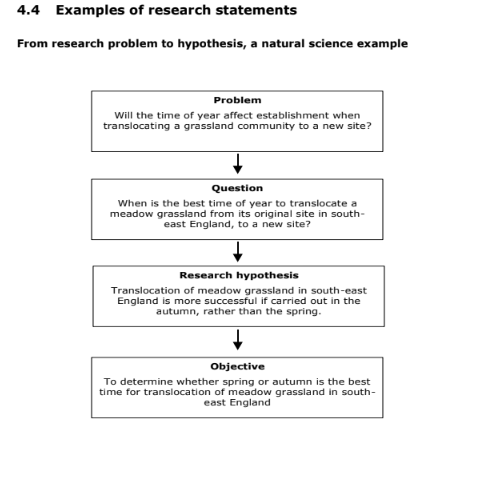 4.4 Examples of research statements
From research problem to hypothesis, a natural science example
Problem
Will the time of year affect establishment when
translocating a grassland community to a new site?
Question
When is the best time of year to translocate a
meadow grassland from its original site in south-
east England, to a new site?
Research hypothesis
Translocation of meadow grassland in south-east
England is more successful if carried out in the
autumn, rather than the spring.
Objective
To determine whether spring or autumn is the best
time for translocation of meadow grassland in south-
east England